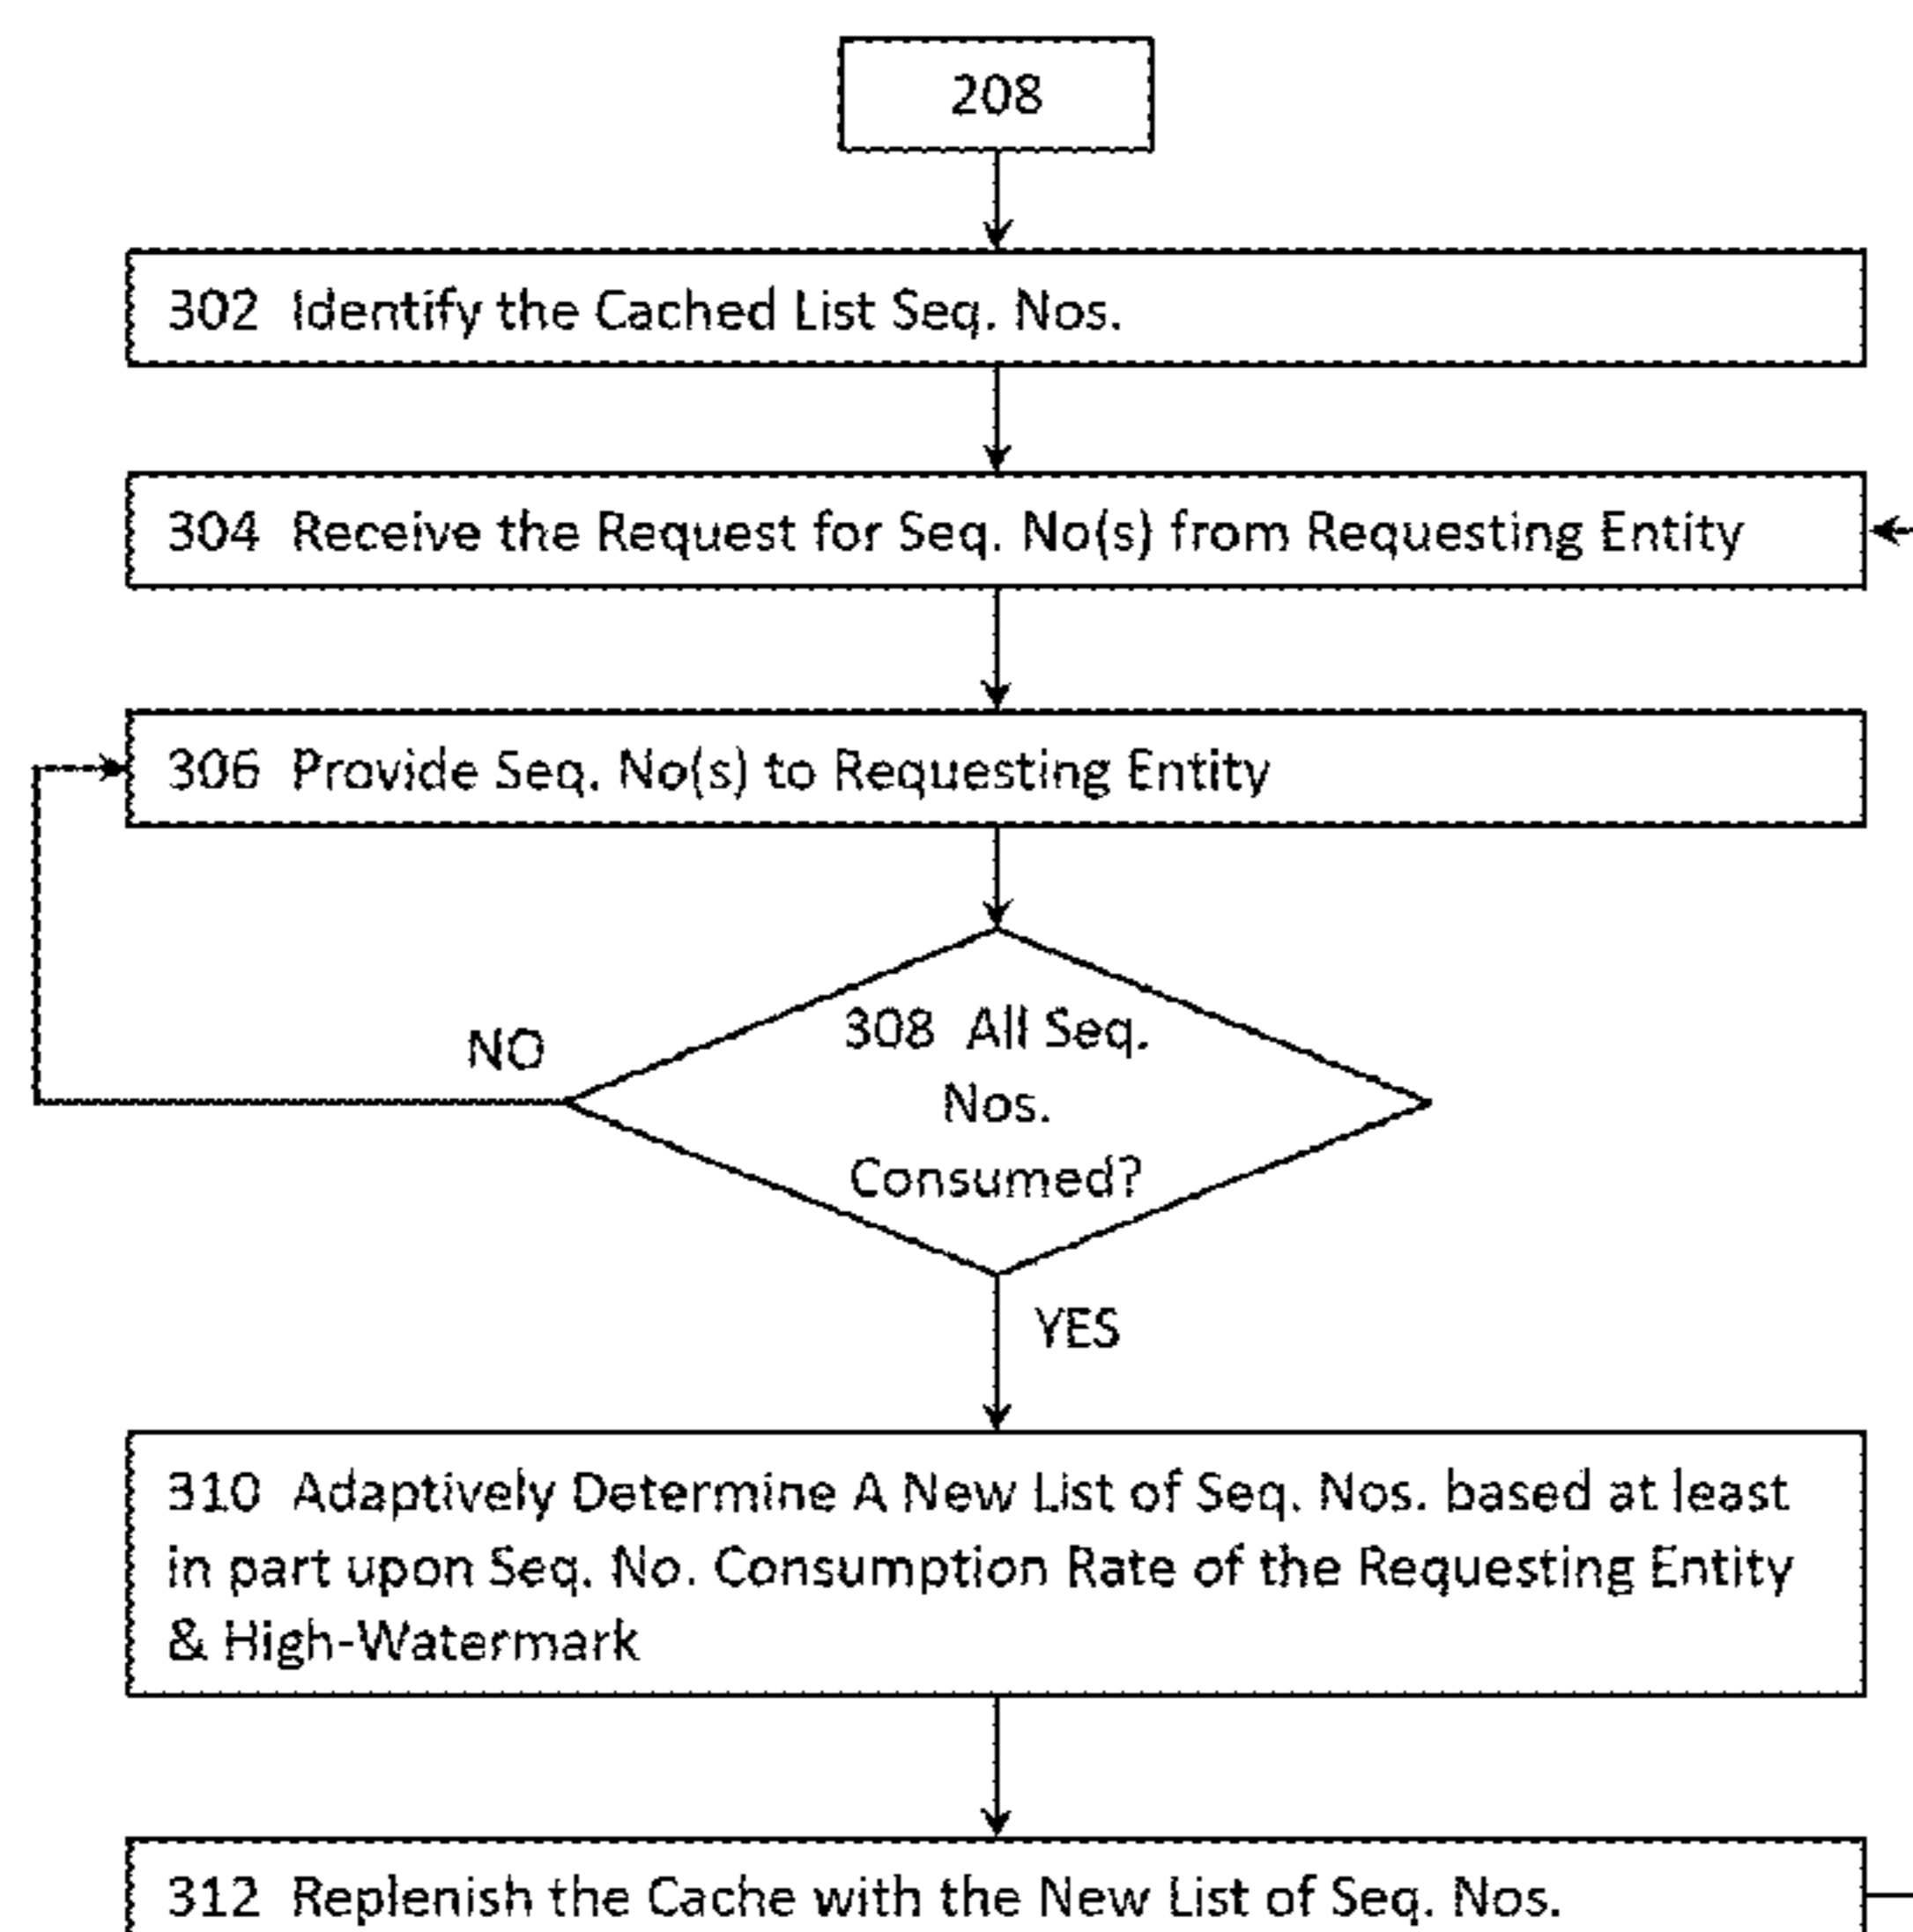 208
302 Identify the Cached List Seq. Nos.
304 Receive the Request for Seq. No(s) from Requesting Entity
306 Provide Seq. No(s) to Requesting Entity
NO
308 All Seq.
Nos.
Consumed?
YES
310 Adaptively Determine A New List of Seq. Nos. based at least
in part upon Seq. No. Consumption Rate of the Requesting Entity
& High-Watermark
312 Replenish the Cache with the New List of Seq. Nos.